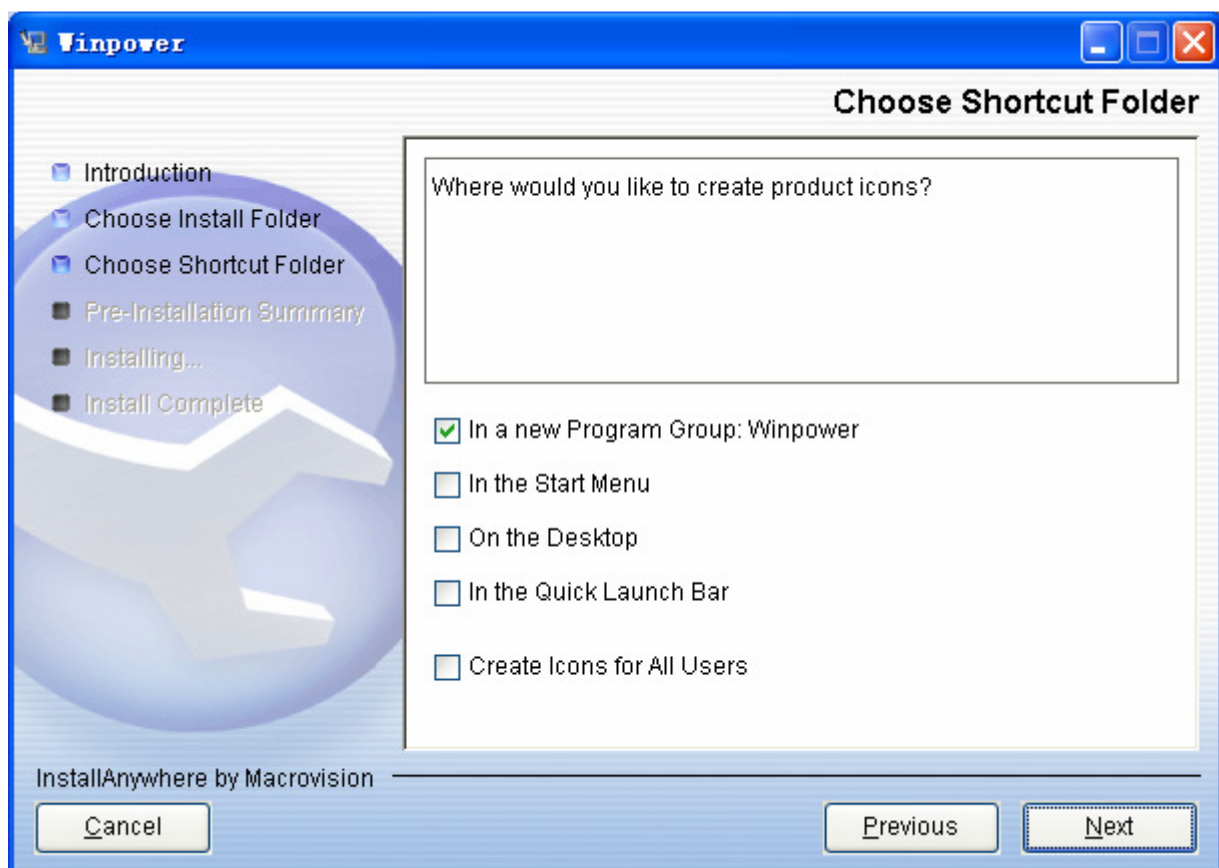 Winpower
Choose Shortcut Folder
Introduction
Choose Install Folder
Choose Shortcut Folder
Pre-Installation Summary
Installing...
Install Complete
Where would you like to create product icons?
In a new Program Group: Winpower
In the Start Menu
On the Desktop
In the Quick Launch Bar
Create Icons for All Users
InstallAnywhere by Macrovision
Cancel
Previous
Next